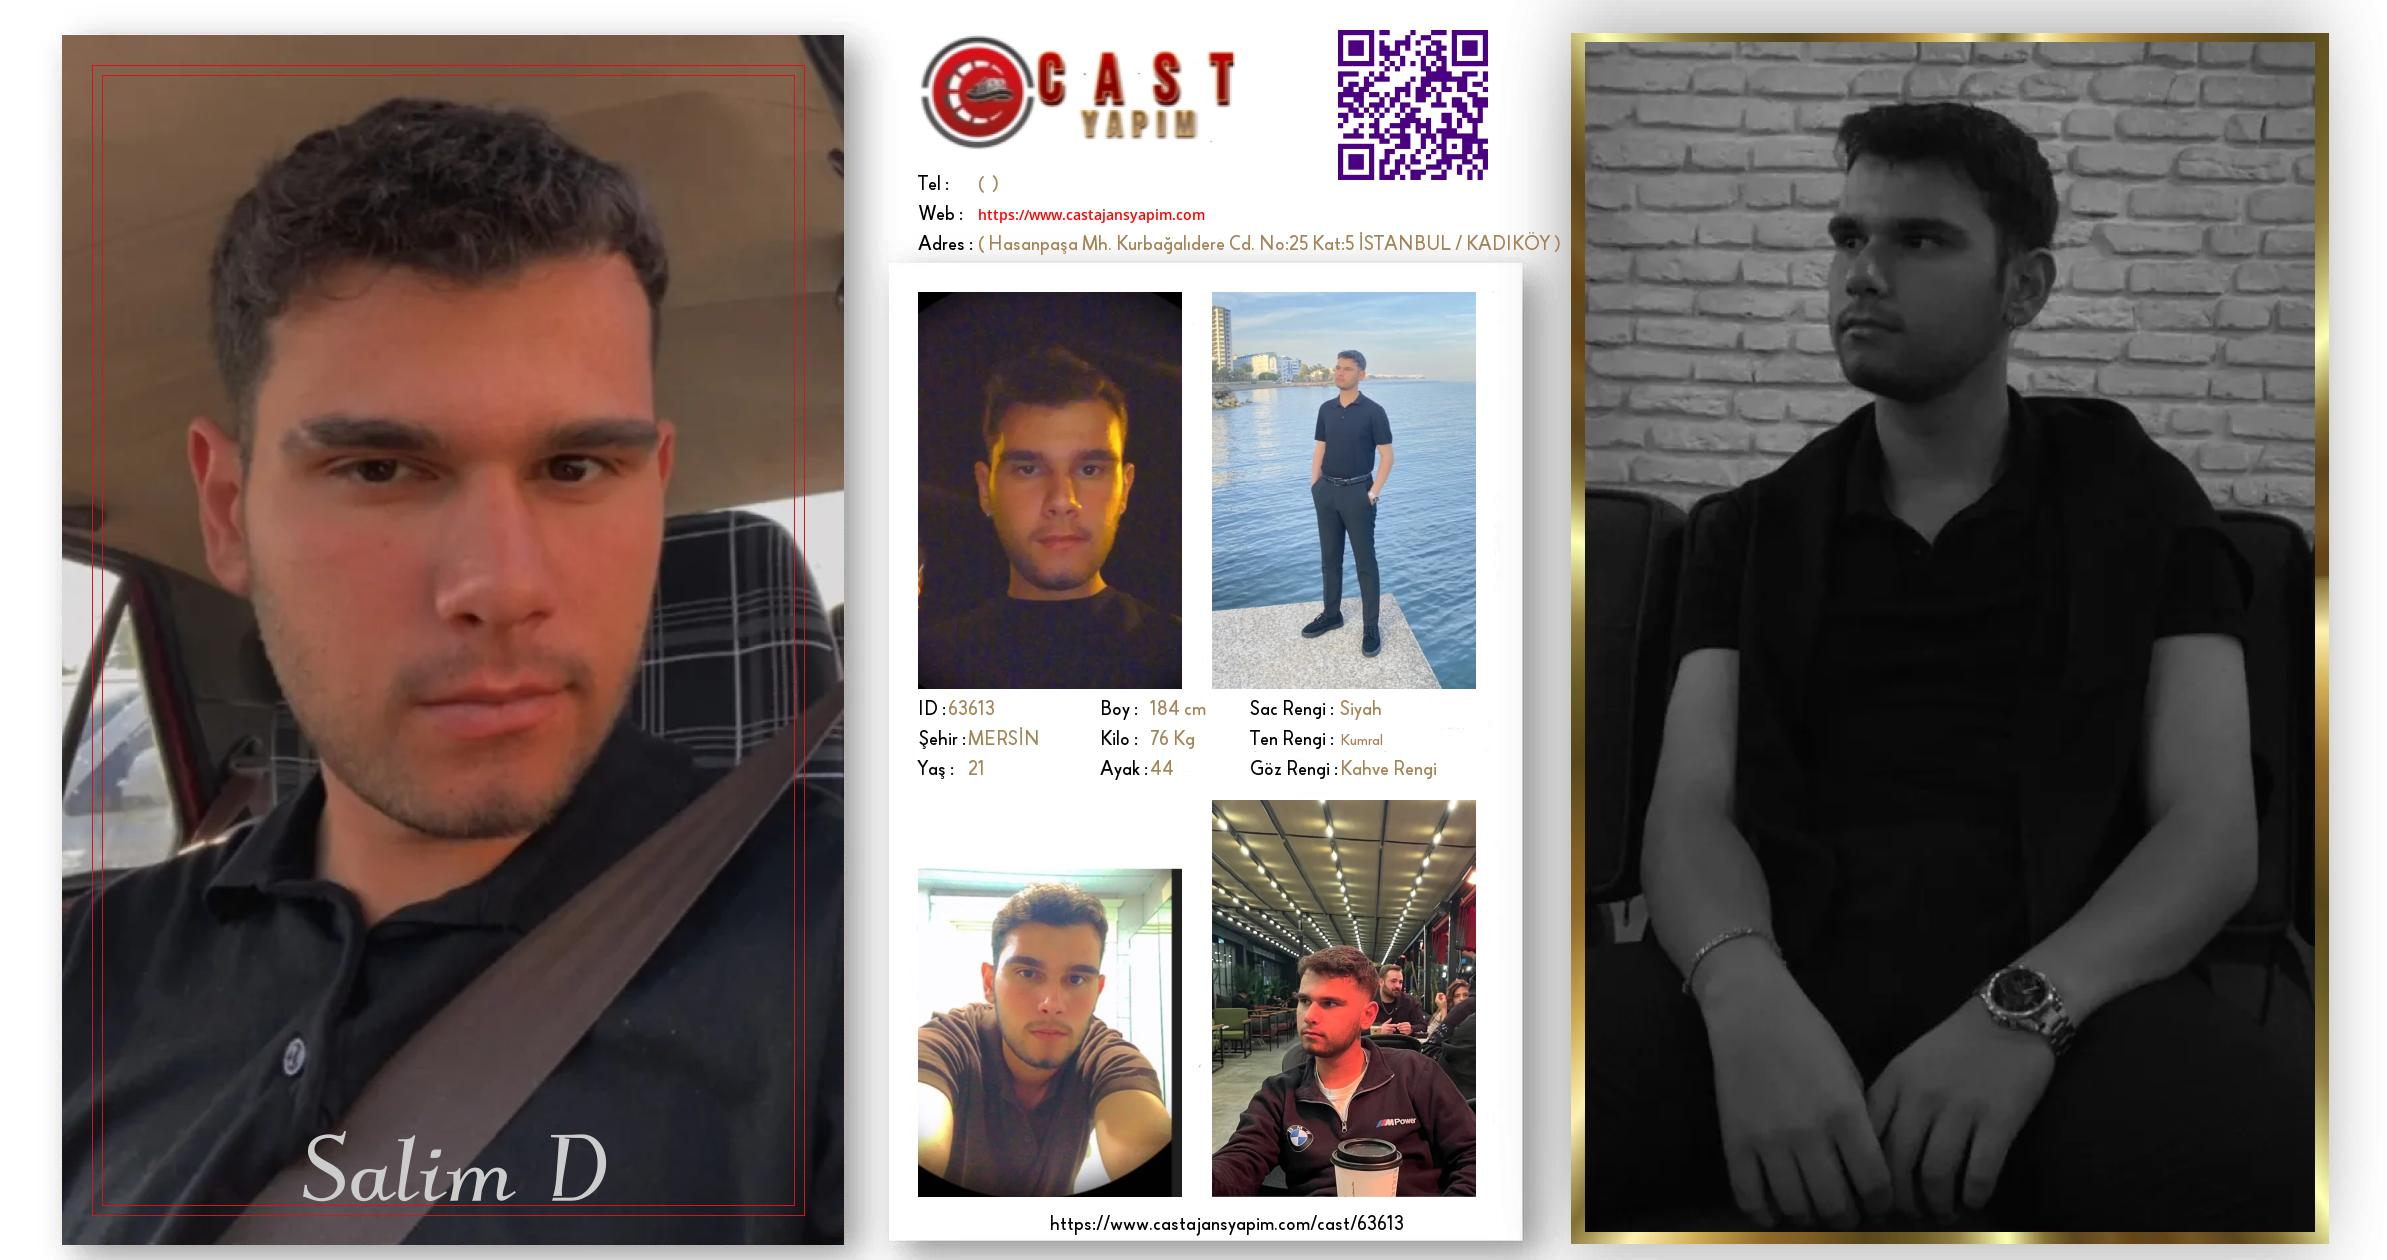 Salim D
CAST
YAPIM
Tel : ( )
Web : https://www.castajansyapim.com
Adres : ( Hasanpaşa Mh. Kurbağalıdere Cd. No:25 Kat:5 İSTANBUL / KADIKÖY )
ID : 63613 Boy : 184 cm Sac Rengi : Siyah
Şehir : MERSİN Kilo : 76 Kg Ten Rengi : Kumral
Yaş : 21 Ayak : 44 Göz Rengi : Kahve Rengi
BMW
M Power
https://www.castajansyapim.com/cast/63613